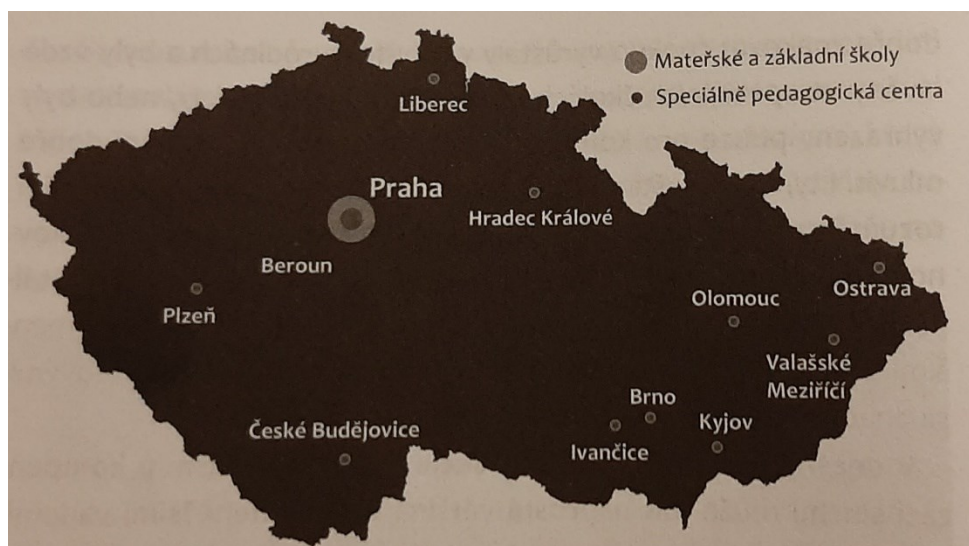 Mateřské a základní školy
Speciálně pedagogická centra
Liberec
Praha
Hradec Králové
Beroun
Plzeň
Olomouc
Ostrava
Valašské
Meziříčí
Brno
Kyjov
České Budějovice
Ivančice